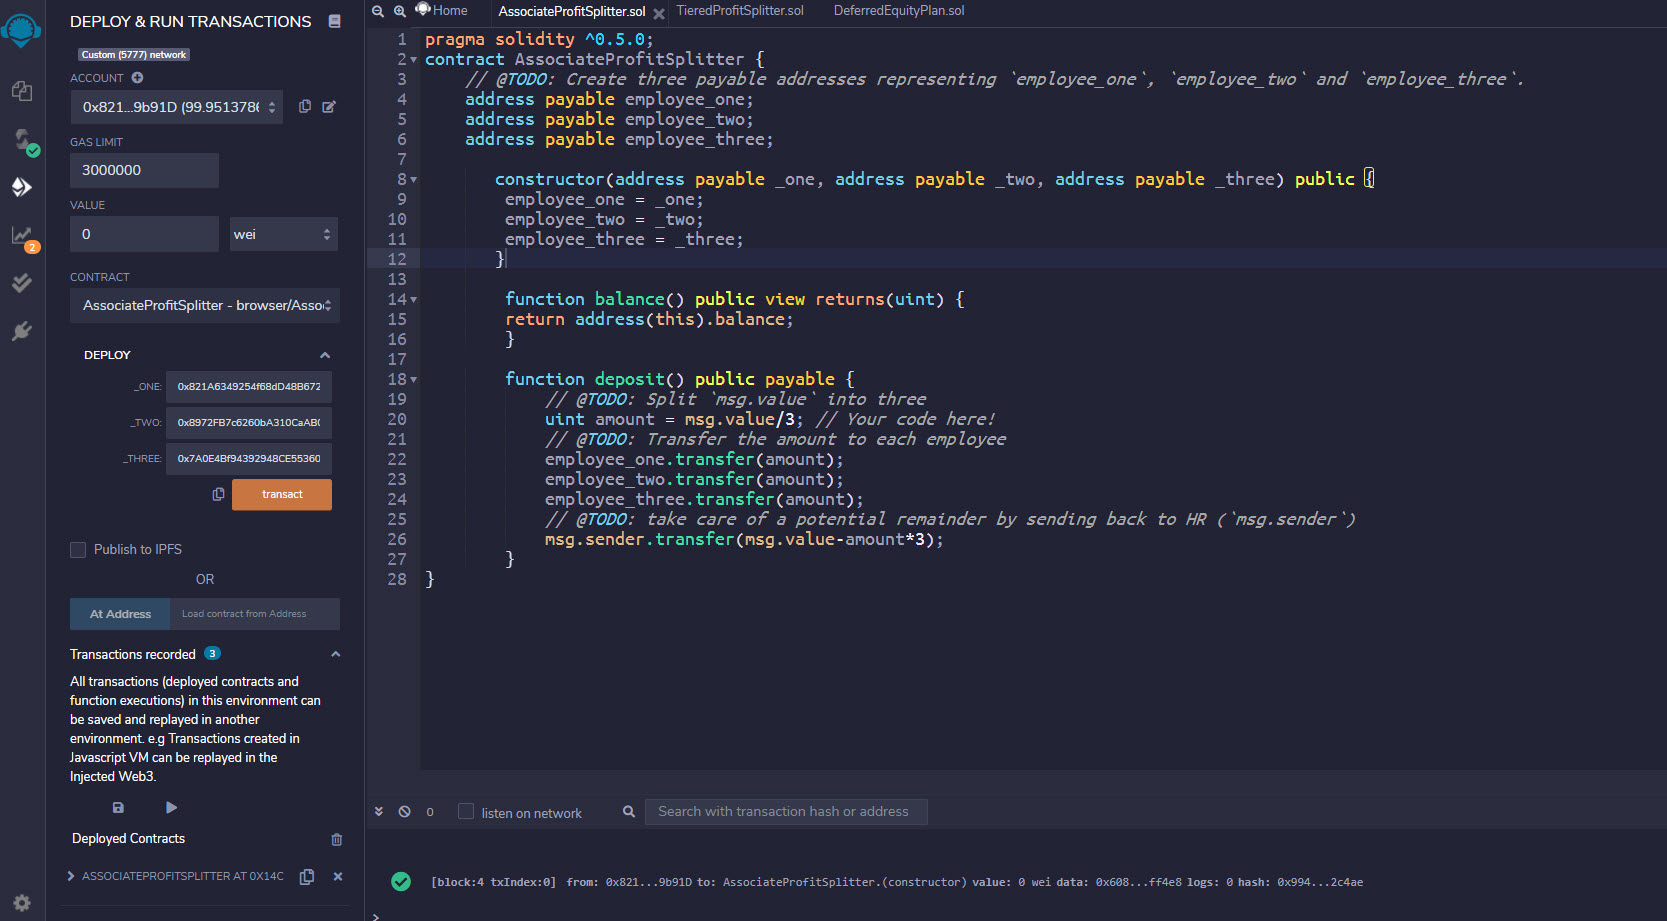 DEPLOY & RUN TRANSACTIONS
Custom (5777) network
ACCOUNT
0x821...9b91D (99.9513786
GAS LIMIT
3000000
VALUE
0
wei
CONTRACT
AssociateProfitSplitter - browser/Asso
DEPLOY
_ONE:
0x821A6349254f68dD48B672
_TWO:
0x8972FB7c6260bA310CaAB0
_THREE:
0x7A0E4Bf94392948CE55360
transact
Publish to IPFS
OR
At Address
Load contract from Address
Transactions recorded 3
All transactions (deployed contracts and
function executions) in this environment can
be saved and replayed in another
environment. e.g Transactions created in
Javascript VM can be replayed in the
Injected Web3.
Deployed Contracts
ASSOCIATEPROFITSPLITTER AT 0X14C
2
Home
AssociateProfitSplitter.sol
TieredProfitSplitter.sol
DeferredEquityPlan.sol
1 pragma solidity ^0.5.0;
2 contract AssociateProfitSplitter {
3 // @TODO: Create three payable addresses representing `employee_one`, `employee_two` and `employee_three`.
4 address payable employee_one;
5 address payable employee_two;
6 address payable employee_three;
7
8 constructor(address payable _one, address payable _two, address payable _three) public {
9 employee_one = _one;
10 employee_two = _two;
11 employee_three = _three;
12 }
13
14 function balance() public view returns(uint) {
15 return address(this).balance;
16 }
17
18 function deposit() public payable {
19 // @TODO: Split `msg.value` into three
20 uint amount = msg.value/3; // Your code here!
21 // @TODO: Transfer the amount to each employee
22 employee_one.transfer(amount);
23 employee_two.transfer(amount);
24 employee_three.transfer(amount);
25 // @TODO: take care of a potential remainder by sending back to HR (`msg.sender`)
26 msg.sender.transfer(msg.value-amount*3);
27 }
28 }
0
listen on network
Search with transaction hash or address
[block:4 txIndex:0] from: 0x821...9b91D to: AssociateProfitSplitter.(constructor) value: 0 wei data: 0x608...ff4e8 logs: 0 hash: 0x994...2c4ae
>